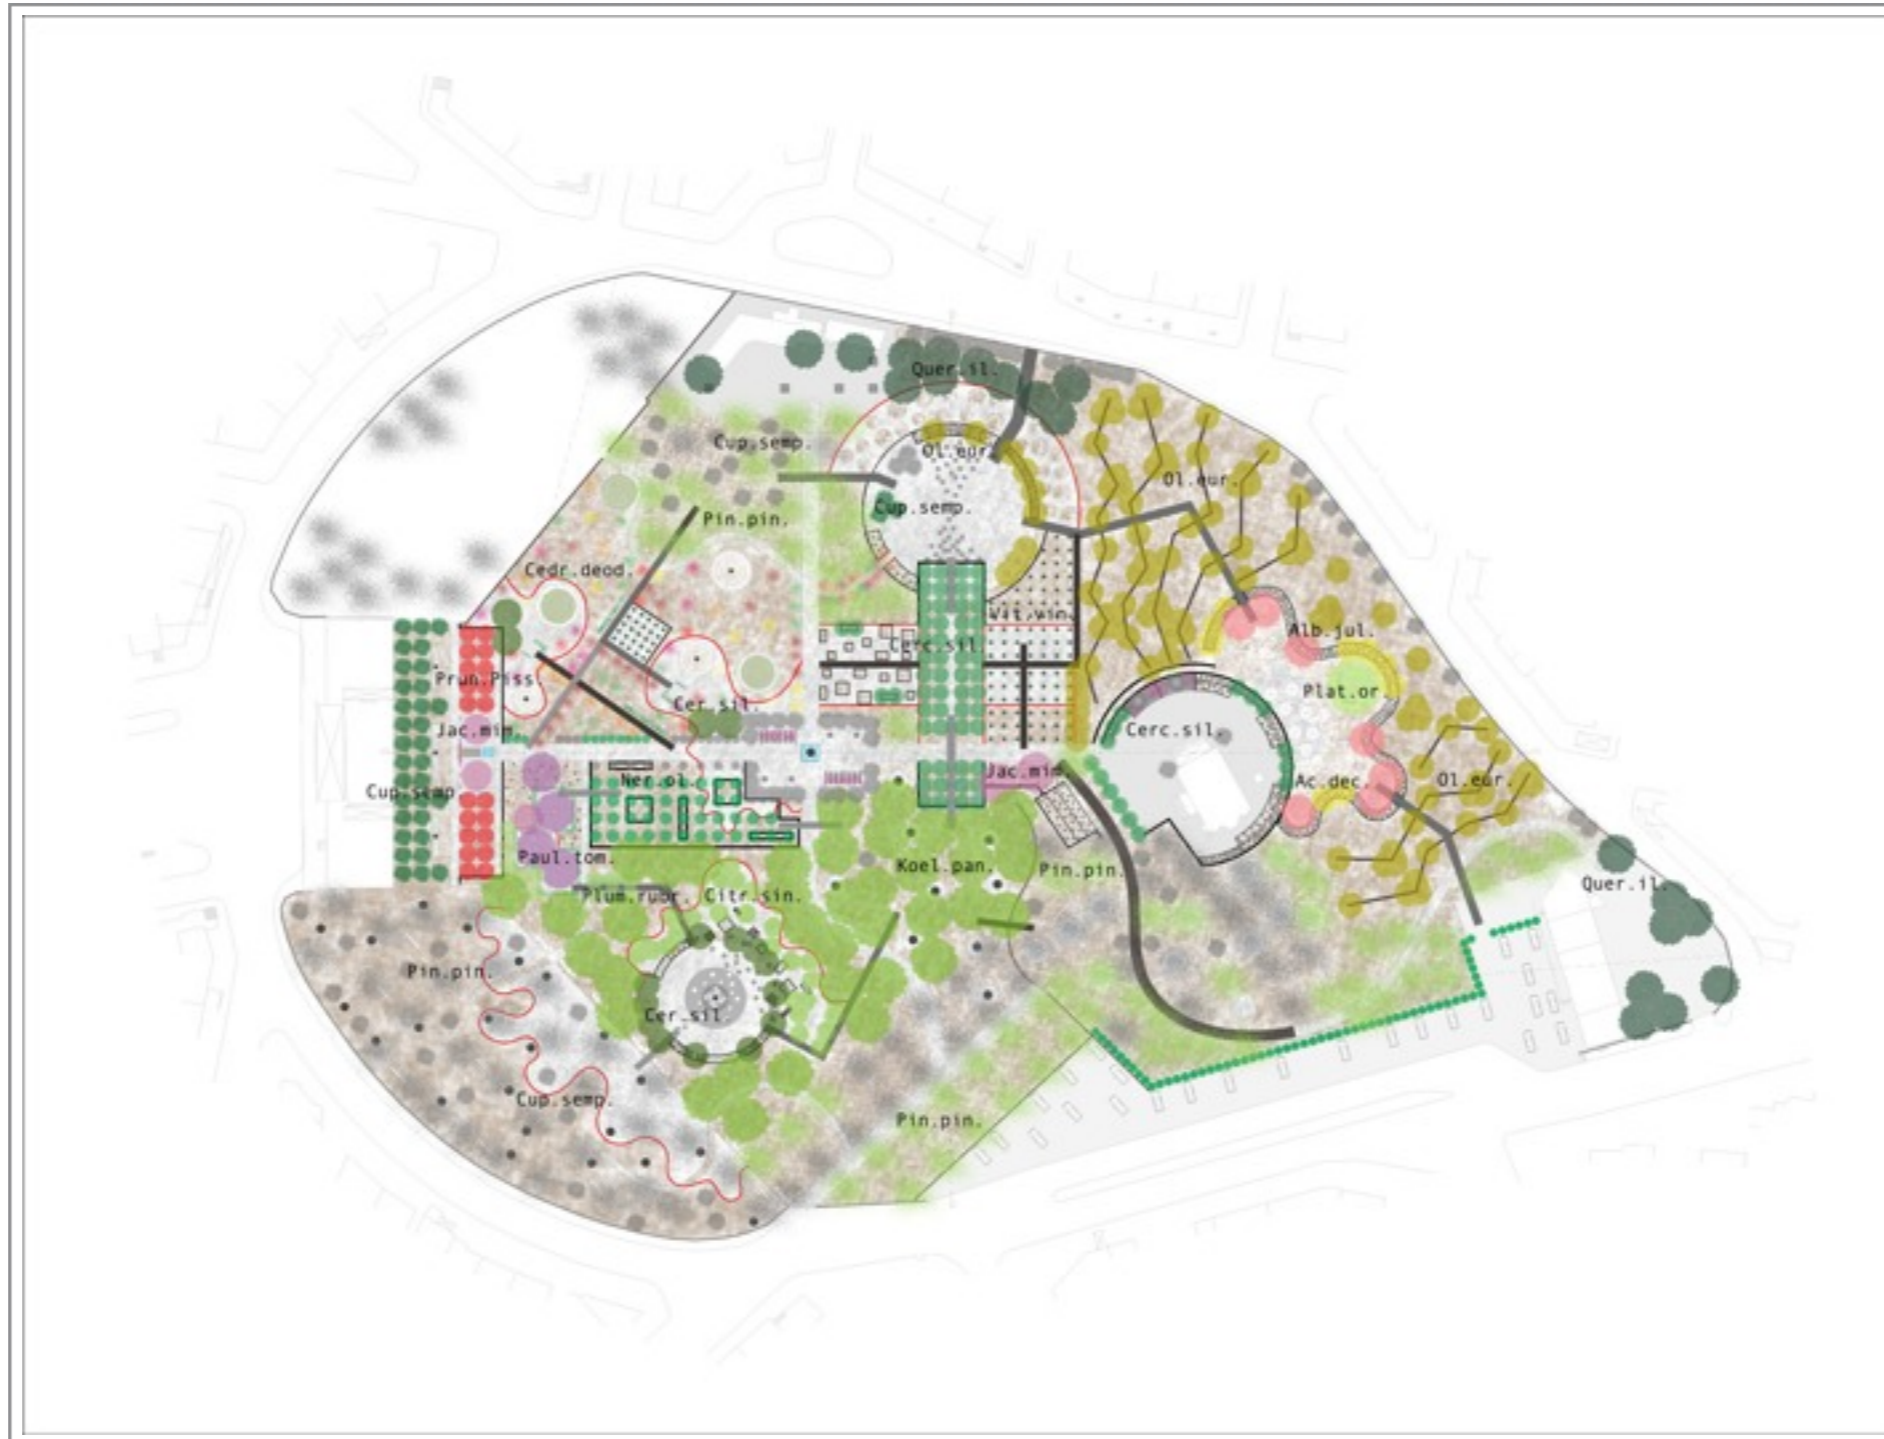 Quer.il.
Cup.semp.
Ol.eur.
Ol.eur.
Cup.semp.
Pin.pin.
Cedr.deod.
Vit.vin.
Alb.jul.
Cerc.sil.
Prun.Piss.
Plat.or.
Cer.sil.
Jac.mim.
Cerc.sil.
Jac.mim.
Ner.ol.
Ac.dec.
Ol.eur.
Cup.semp.
Paul.tom.
Koel.pan.
Pin.pin.
Quer.il.
Plum.rubr.
Citr.sin.
Pin.pin.
Cer.sil.
Cup.semp.
Pin.pin.